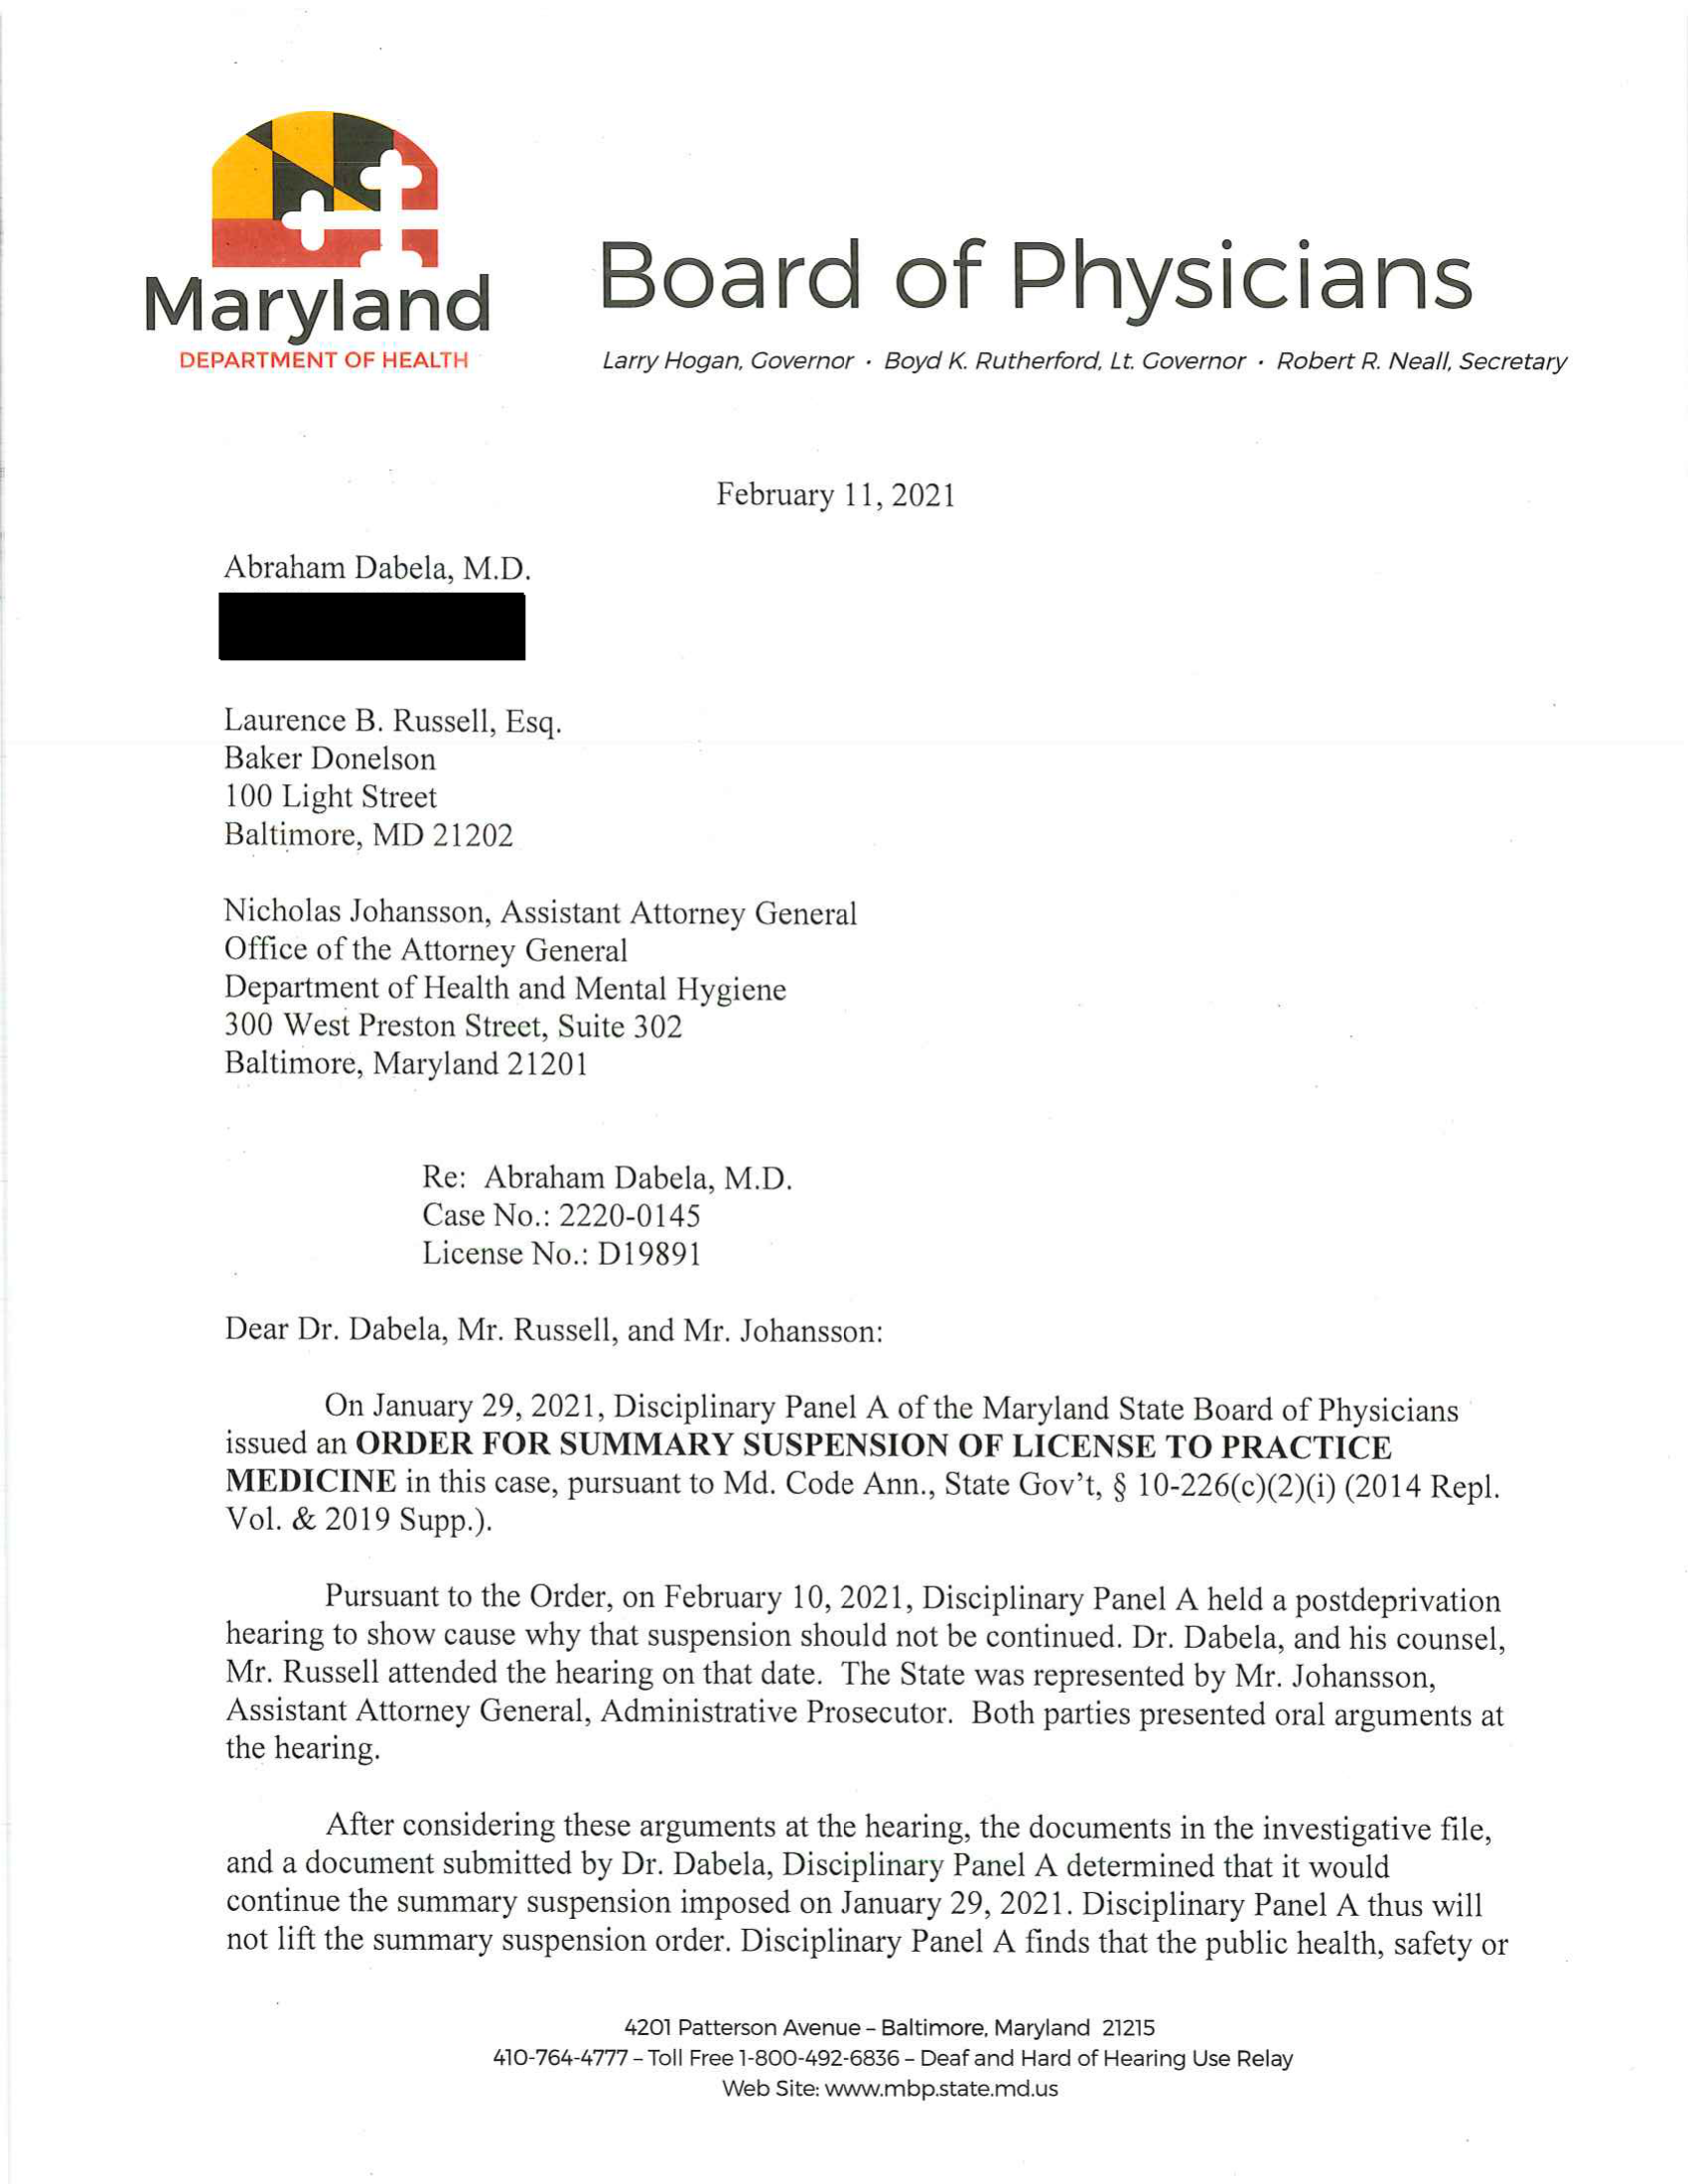 Maryland
DEPARTMENT OF HEALTH
Board of Physicians
Larry Hogan, Governor · Boyd K. Rutherford, Lt. Governor · Robert R. Neall, Secretary
February 11, 2021
Abraham Dabela, M.D.
Laurence B. Russell, Esq.
Baker Donelson
100 Light Street
Baltimore, MD 21202
Nicholas Johansson, Assistant Attorney General
Office of the Attorney General
Department of Health and Mental Hygiene
300 West Preston Street, Suite 302
Baltimore, Maryland 21201
Re: Abraham Dabela, M.D.
Case No.: 2220-0145
License No.: D19891
Dear Dr. Dabela, Mr. Russell, and Mr. Johansson:
On January 29, 2021, Disciplinary Panel A of the Maryland State Board of Physicians
issued an ORDER FOR SUMMARY SUSPENSION OF LICENSE TO PRACTICE
MEDICINE in this case, pursuant to Md. Code Ann., State Gov't, § 10-226(c)(2)(i) (2014 Repl.
Vol. & 2019 Supp.).
Pursuant to the Order, on February 10, 2021, Disciplinary Panel A held a postdeprivation
hearing to show cause why that suspension should not be continued. Dr. Dabela, and his counsel,
Mr. Russell attended the hearing on that date. The State was represented by Mr. Johansson,
Assistant Attorney General, Administrative Prosecutor. Both parties presented oral arguments at
the hearing.
After considering these arguments at the hearing, the documents in the investigative file,
and a document submitted by Dr. Dabela, Disciplinary Panel A determined that it would
continue the summary suspension imposed on January 29, 2021. Disciplinary Panel A thus will
not lift the summary suspension order. Disciplinary Panel A finds that the public health, safety or
4201 Patterson Avenue – Baltimore, Maryland 21215
410-764-4777 – Toll Free 1-800-492-6836 – Deaf and Hard of Hearing Use Relay
Web Site: www.mbp.state.md.us